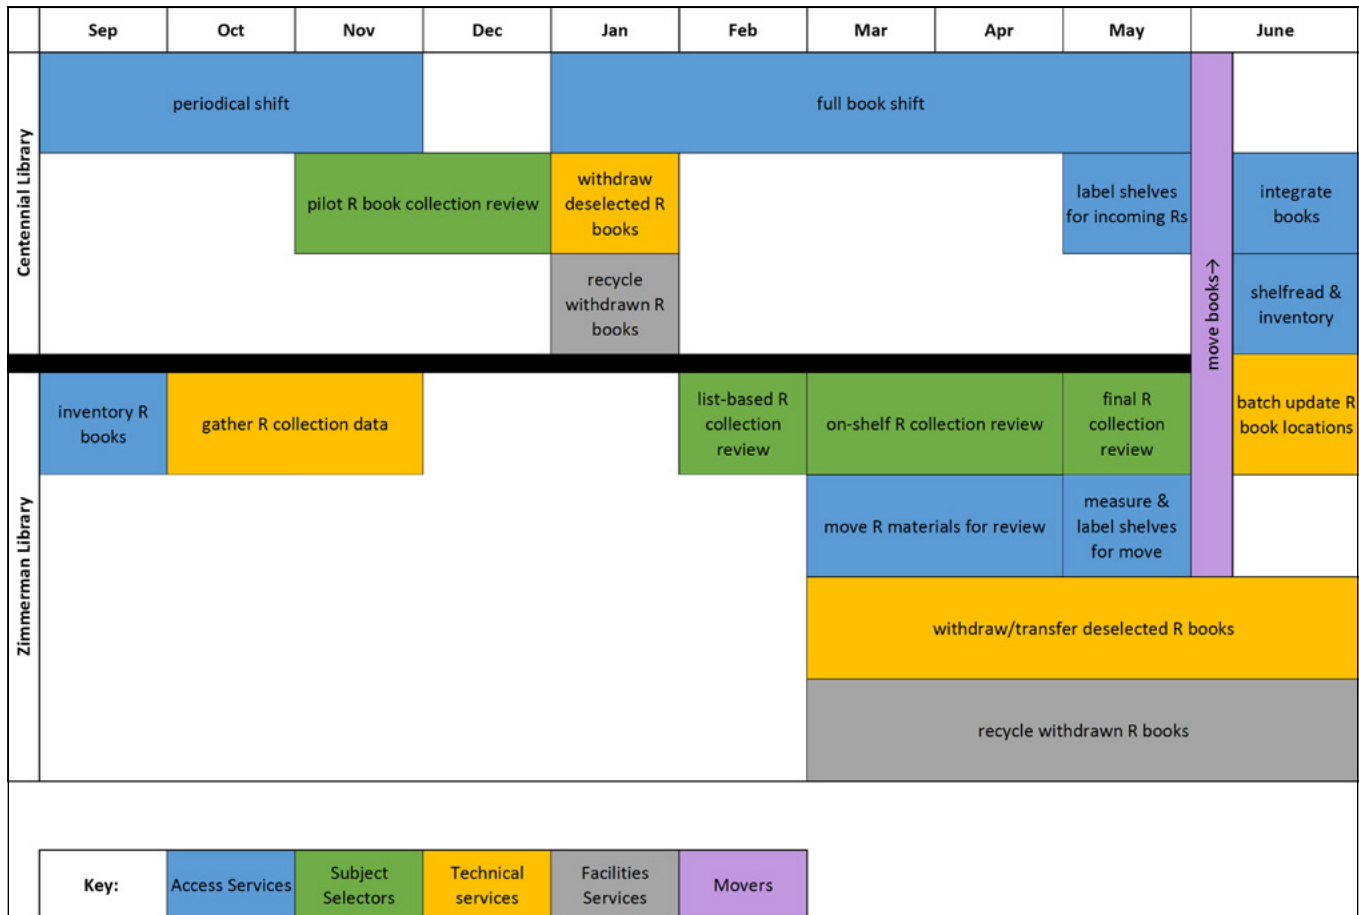 Sep Oct Nov Dec Jan Feb Mar Apr May June
Centennial Library
periodical shift
full book shift
pilot R book collection review
withdraw
deselected R
books
label shelves
for incoming Rs
integrate
books
recycle
withdrawn R
books
shelfread &
inventory
move books→
Zimmerman Library
inventory R
books
gather R collection data
list-based R
collection
review
on-shelf R collection review
final R
collection
review
batch update R
book locations
move R materials for review
measure &
label shelves
for move
withdraw/transfer deselected R books
recycle withdrawn R books
Key:
Access Services
Subject
Selectors
Technical
services
Facilities
Services
Movers